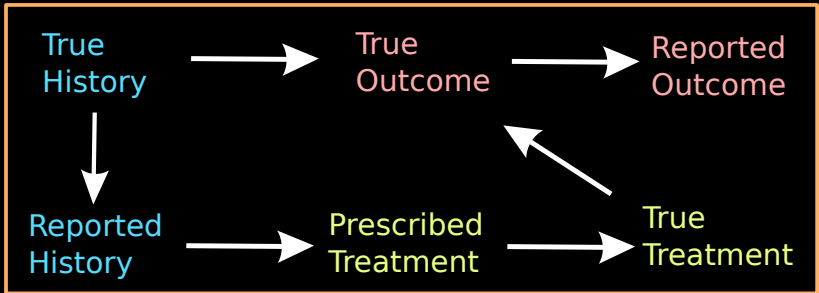 True
History
True
Outcome
Reported
Outcome
Reported
History
Prescribed
Treatment
True
Treatment